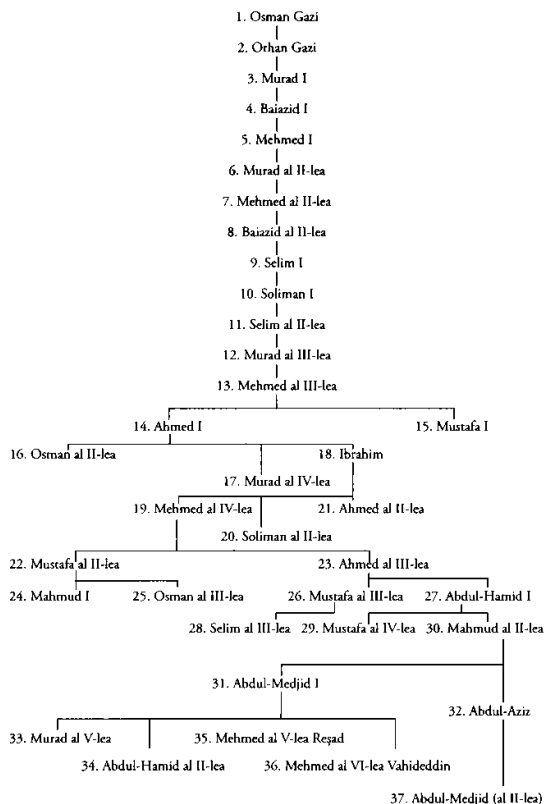 1. Osman Gazi
2. Orhan Gazi
3. Murad I
4. Baiazid I
5. Mehmed I
6. Murad al II-lea
7. Mehmed al II-lea
8. Baiazid al II-lea
9. Selim I
10. Soliman I
11. Selim al II-lea
12. Murad al III-lea
13. Mehmed al III-lea
14. Ahmed I 15. Mustafa I
16. Osman al II-lea 18. Ibrahim
17. Murad al IV-lea
19. Mehmed al IV-lea 21. Ahmed al II-lea
20. Soliman al II-lea
22. Mustafa al II-lea 23. Ahmed al III-lea
24. Mahmud I 25. Osman al III-lea 26. Mustafa al III-lea 27. Abdul-Hamid I
28. Selim al III-lea 29. Mustafa al IV-lea 30. Mahmud al II-lea
31. Abdul-Medjid I
32. Abdul-Aziz
33. Murad al V-lea 35. Mehmed al V-lea Reşad
34. Abdul-Hamid al II-lea 36. Mehmed al VI-lea Vahideddin
37. Abdul-Medjid (al II-lea)